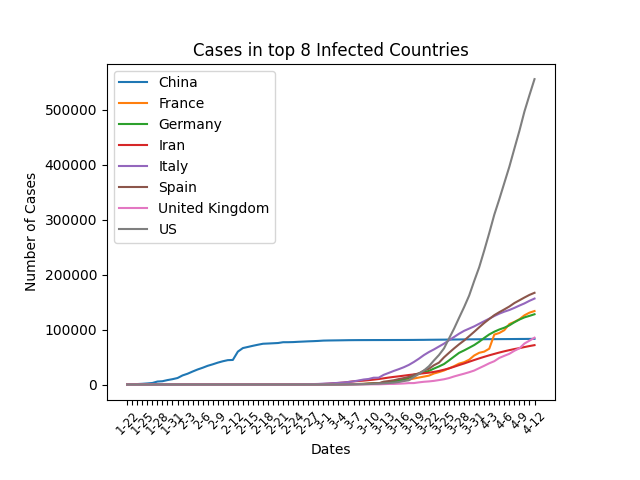 Cases in top 8 Infected Countries
China
France
Germany
Iran
Italy
Spain
United Kingdom
US
500000
400000
300000
200000
100000
0
Number of Cases
1-22 1-25 1-28 1-31 2-3 2-6 2-9 2-12 2-15 2-18 2-21 2-24 2-27 3-1 3-4 3-7 3-10 3-13 3-16 3-19 3-22 3-25 3-28 3-31 4-3 4-6 4-9 4-12
Dates